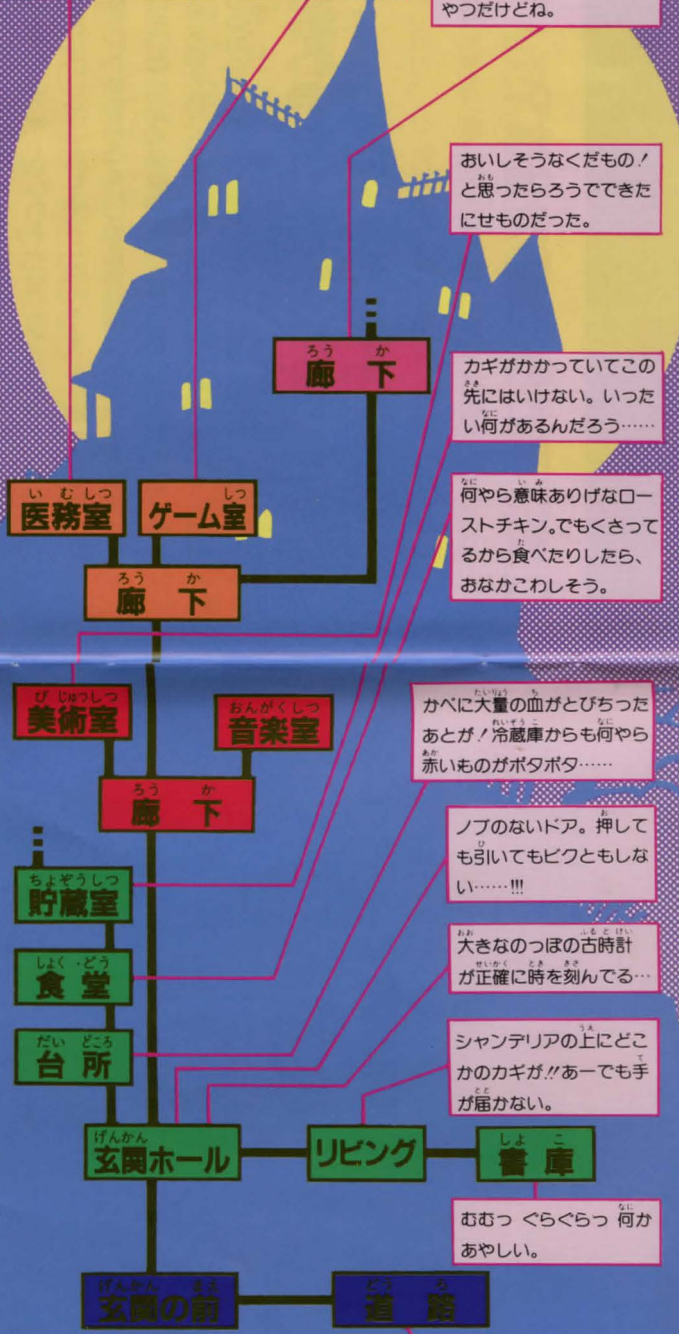 やつだけどね。
おいしそうなくだもの！
と思ったらろうでできた
にせものだった。
廊下
カギがかかっていてこの
先にはいけない。いった
い何があるんだろう……
何やら意味ありげなロー
ストチキン。でもくさって
るから食べたりしたら、
おなかこわしそう。
医務室
ゲーム室
廊下
美術室
音楽室
廊下
かべに大量の血がとびちった
あとが！冷蔵庫からも何やら
赤いものがポタポタ……
ノブのないドア。押して
も引いてもビクともしな
い……!!!
貯蔵室
食堂
台所
大きなのっぽの古時計
が正確に時を刻んでる…
シャンデリアの上にどこ
かのカギが!!あーでも手
が届かない。
玄関ホール
リビング
書庫
むむっ ぐらぐらっ 何か
あやしい。
玄関の前
道路